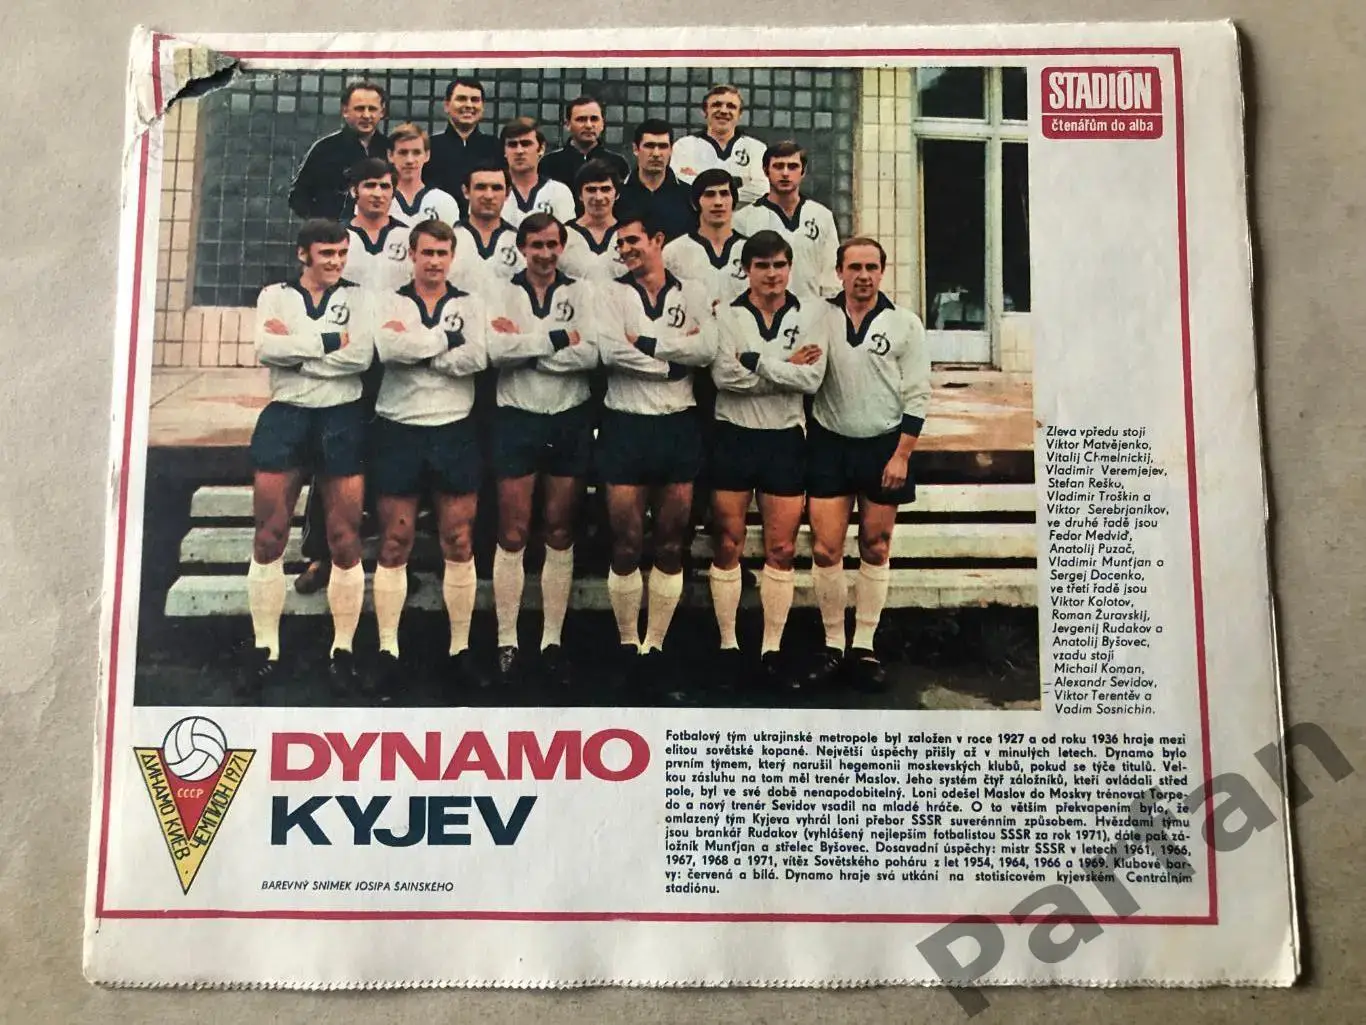 STADIÓN
čtenářům do alba
Zleva vpředu stojí
Viktor Matvějenko,
Vitalij Chmelnickij,
Vladimir Veremjejev,
Stefan Rešku,
Vladimir Troškin a
Viktor Serebrjanikov,
ve druhé řadě jsou
Fedor Medviď,
Anatolij Puzač,
Vladimir Munťjan a
Sergej Docenko,
ve třetí řadě jsou
Viktor Kolotov,
Roman Žuravskij,
Jevgenij Rudakov a
Anatolij Byšovec,
vzadu stojí
Michail Koman,
Alexandr Sevidov,
Viktor Terentěv a
Vadim Sosnichin.
ДИНАМО КИЕВ
СССР
ЧЕМПИОН 1971
DYNAMO
KYJEV
BAREVNÝ SNÍMEK JOSIPA ŠAINSKÉHO
Fotbalový tým ukrajinské metropole byl založen v roce 1927 a od roku 1936 hraje mezi
elitou sovětské kopané. Největší úspěchy přišly až v minulých letech. Dynamo bylo
prvním týmem, který narušil hegemonii moskevských klubů, pokud se týče titulů. Vel-
kou zásluhu na tom měl trenér Maslov. Jeho systém čtyř záložníků, kteří ovládali střed
pole, byl ve své době nenapodobitelný. Loni odešel Maslov do Moskvy trénovat Torpe-
do a nový trenér Sevidov vsadil na mladé hráče. O to větším překvapením bylo, že
omlazený tým Kyjeva vyhrál loni přebor SSSR suverénním způsobem. Hvězdami týmu
jsou brankář Rudakov (vyhlášený nejlepším fotbalistou SSSR za rok 1971), dále pak zá-
ložník Munťjan a střelec Byšovec. Dosavadní úspěchy: mistr SSSR v letech 1961, 1966,
1967, 1968 a 1971, vítěz Sovětského poháru z let 1954, 1964, 1966 a 1969. Klubové bar-
vy: červená a bílá. Dynamo hraje svá utkání na stotisícovém kyjevském Centrálním
stadiónu.
Parran